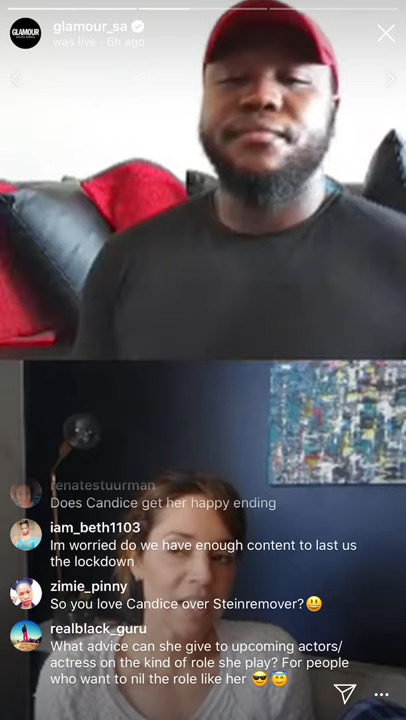 GLAMOUR
glamour_sa
was live · 6h ago
renatestuurman
Does Candice get her happy ending
iam_beth1103
Im worried do we have enough content to last us
the lockdown
zimie_pinny
So you love Candice over Steinremover?😃
realblack_guru
What advice can she give to upcoming actors/
actress on the kind of role she play? For people
who want to nil the role like her 😎😇